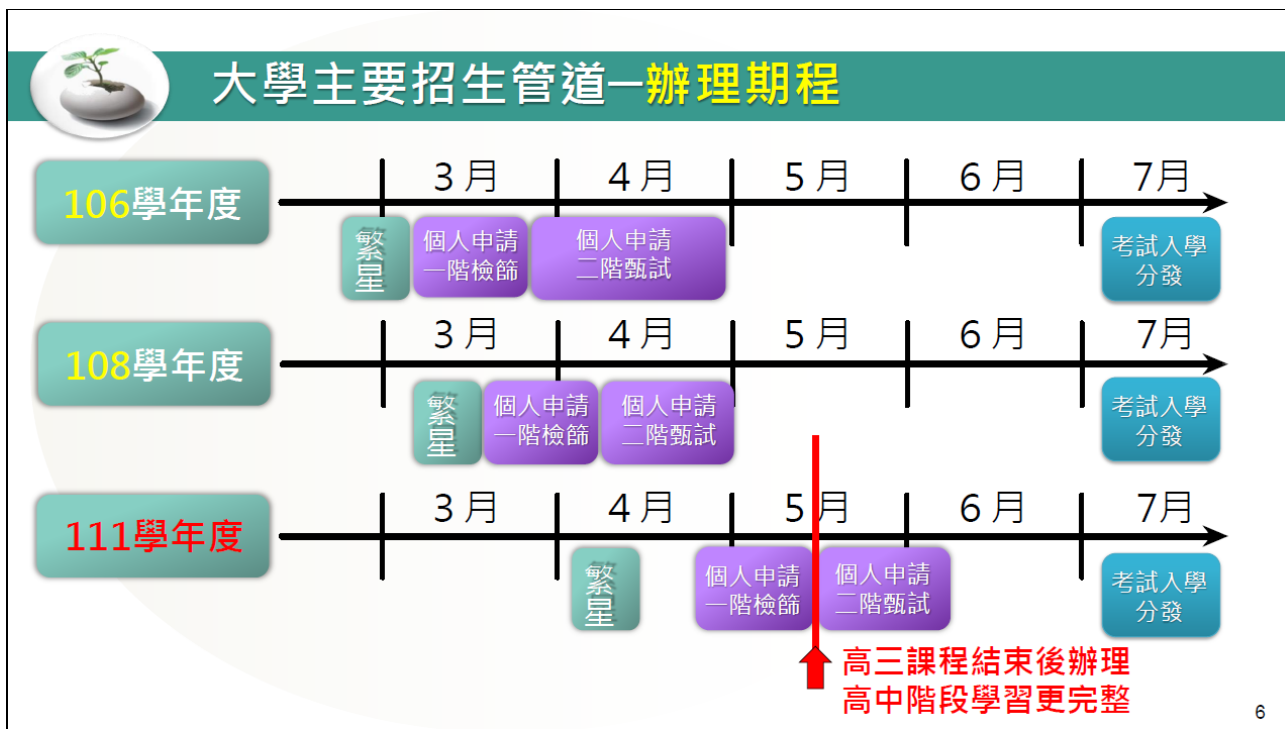 大學主要招生管道─辦理期程
106學年度
3月 4月 5月 6月 7月
繁星
個人申請
一階檢篩
個人申請
二階甄試
考試入學
分發
108學年度
3月 4月 5月 6月 7月
繁星
個人申請
一階檢篩
個人申請
二階甄試
考試入學
分發
111學年度
3月 4月 5月 6月 7月
繁星
個人申請
一階檢篩
個人申請
二階甄試
考試入學
分發
高三課程結束後辦理
高中階段學習更完整
6